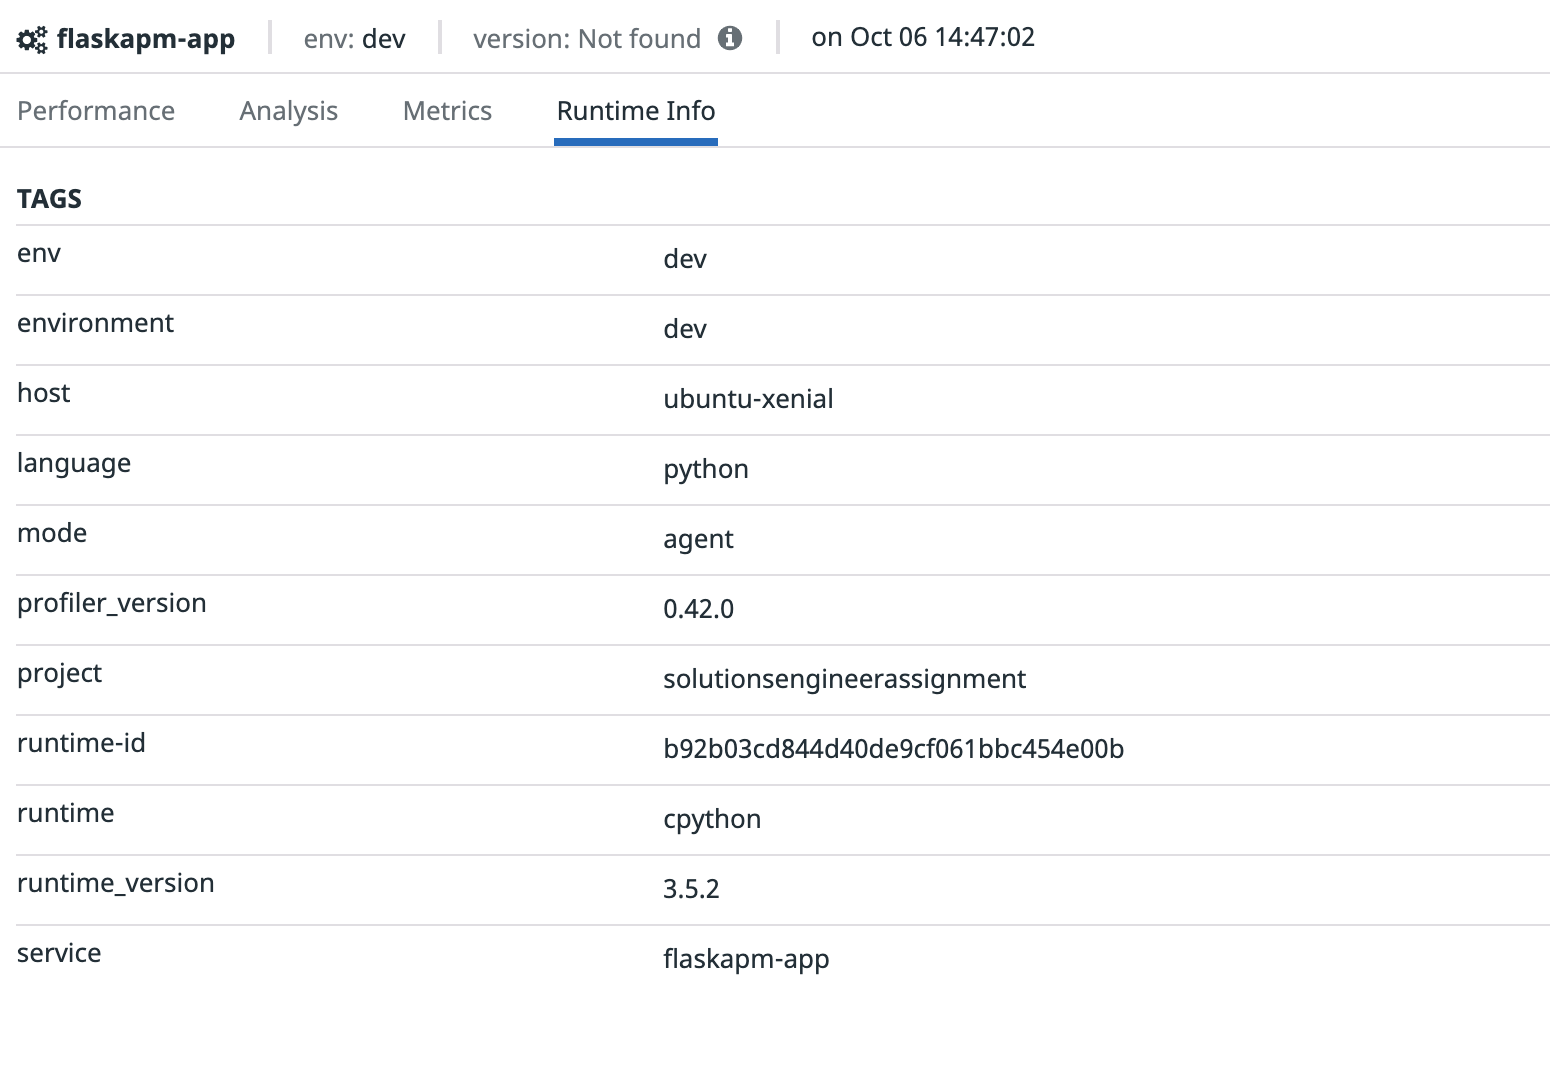 flaskapm-app env: dev version: Not found on Oct 06 14:47:02
Performance Analysis Metrics Runtime Info
TAGS
env dev
environment dev
host ubuntu-xenial
language python
mode agent
profiler_version 0.42.0
project solutionsengineerassignment
runtime-id b92b03cd844d40de9cf061bbc454e00b
runtime cpython
runtime_version 3.5.2
service flaskapm-app